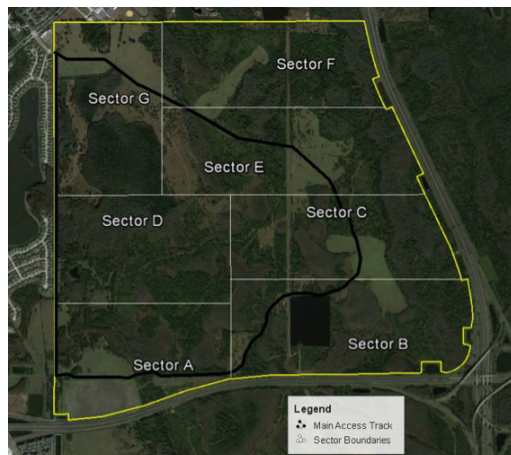 Sector F
Sector G
Sector E
Sector D
Sector C
Sector A
Sector B
Legend
Main Access Track
Sector Boundaries